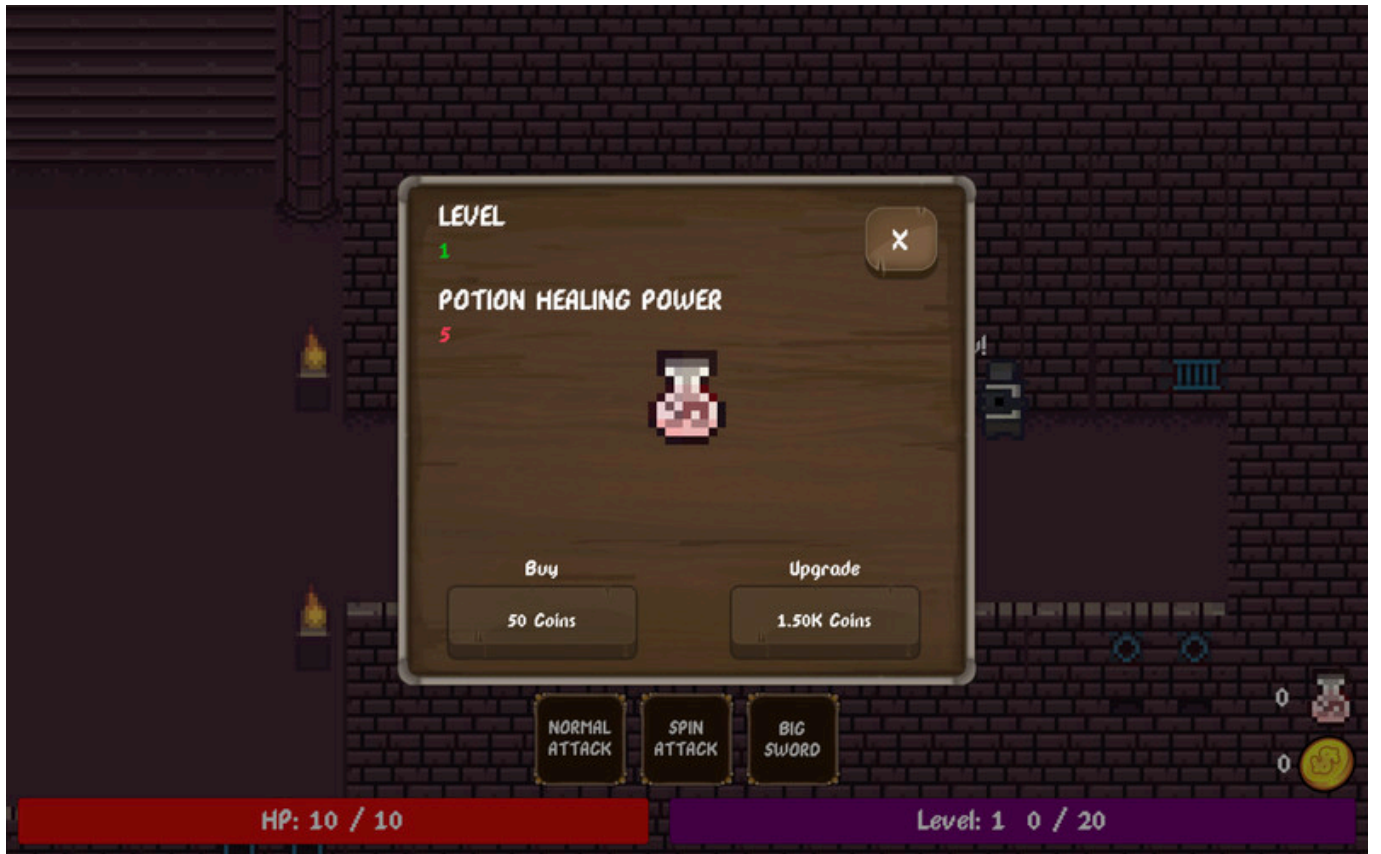 LEVEL
1
X
POTION HEALING POWER
5
Buy
50 Coins
Upgrade
1.50K Coins
NORMAL
ATTACK
SPIN
ATTACK
BIG
SWORD
0
0
HP: 10 / 10
Level: 1 0 / 20